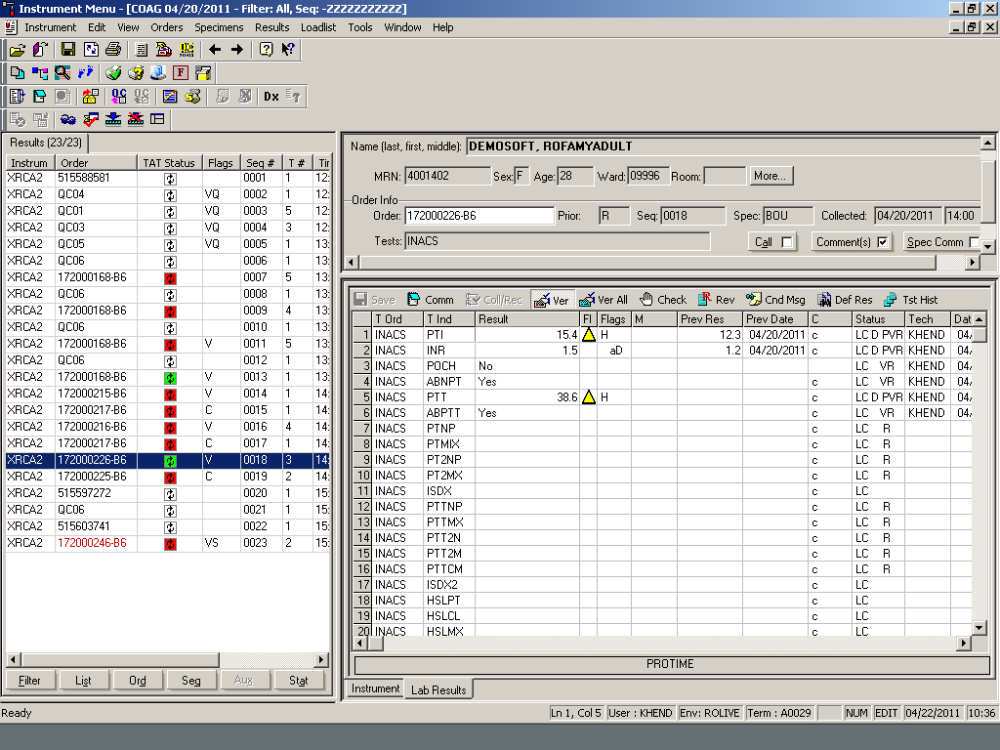 Instrument Menu - [COAG 04/20/2011 - Filter: All, Seq: -ZZZZZZZZZZZ]
Instrument Edit View Orders Specimens Results Loadlist Tools Window Help
F
QC QC Dx
Results (23/23)
Instrum Order TAT Status Flags Seq # T # Tir
XRCA2 515588581 0001 1 12:
XRCA2 QC04 VQ 0002 1 12:
XRCA2 QC01 VQ 0003 5 12:
XRCA2 QC03 VQ 0004 3 12:
XRCA2 QC05 VQ 0005 1 13:
XRCA2 QC06 0006 1 13:
XRCA2 172000168-B6 0007 5 13:
XRCA2 QC06 0008 1 13:
XRCA2 172000168-B6 0009 4 13:
XRCA2 QC06 0010 1 13:
XRCA2 172000168-B6 V 0011 5 13:
XRCA2 QC06 0012 1 13:
XRCA2 172000168-B6 V 0013 1 13:
XRCA2 172000215-B6 V 0014 1 14:
XRCA2 172000217-B6 C 0015 1 14:
XRCA2 172000216-B6 V 0016 4 14:
XRCA2 172000217-B6 C 0017 1 14:
XRCA2 172000226-B6 V 0018 3 14:
XRCA2 172000225-B6 C 0019 2 14:
XRCA2 515597272 0020 1 15:
XRCA2 QC06 0021 1 15:
XRCA2 515603741 0022 1 15:
XRCA2 172000246-B6 VS 0023 2 15:
Filter List Ord Seg Aux Stat
Name (last, first, middle): DEMOSOFT, ROFAMYADULT
MRN: 4001402 Sex: F Age: 28 Ward: 09996 Room: More...
Order Info
Order: 172000226-B6 Prior: R Seq: 0018 Spec: BOU Collected: 04/20/2011 14:00
Tests: INACS Call Comment(s) Spec Comm
Save Comm Coll/Rec Ver Ver All Check Rev Cnd Msg Def Res Tst Hist
T Ord T Ind Result Fl Flags M Prev Res Prev Date C Status Tech Dat
1 INACS PTI 15.4 H 12.3 04/20/2011 c LC D PVR KHEND 04/
2 INACS INR 1.5 aD 1.2 04/20/2011 c LC D PVR KHEND 04/
3 INACS POCH No LC VR KHEND 04/
4 INACS ABNPT Yes c LC VR KHEND 04/
5 INACS PTT 38.6 H c LC D PVR KHEND 04/
6 INACS ABPTT Yes c LC VR KHEND 04/
7 INACS PTNP c LC R
8 INACS PTMIX c LC R
9 INACS PT2NP c LC R
10 INACS PT2MX c LC R
11 INACS ISDX c LC
12 INACS PTTNP c LC R
13 INACS PTTMX c LC R
14 INACS PTT2N c LC R
15 INACS PTT2M c LC R
16 INACS PTTCM c LC R
17 INACS ISDX2 c LC
18 INACS HSLPT c LC
19 INACS HSLCL c LC
20 INACS HSLMX c LC
PROTIME
Instrument Lab Results
Ready Ln 1, Col 5 User : KHEND Env: ROLIVE Term : A0029 NUM EDIT 04/22/2011 10:36